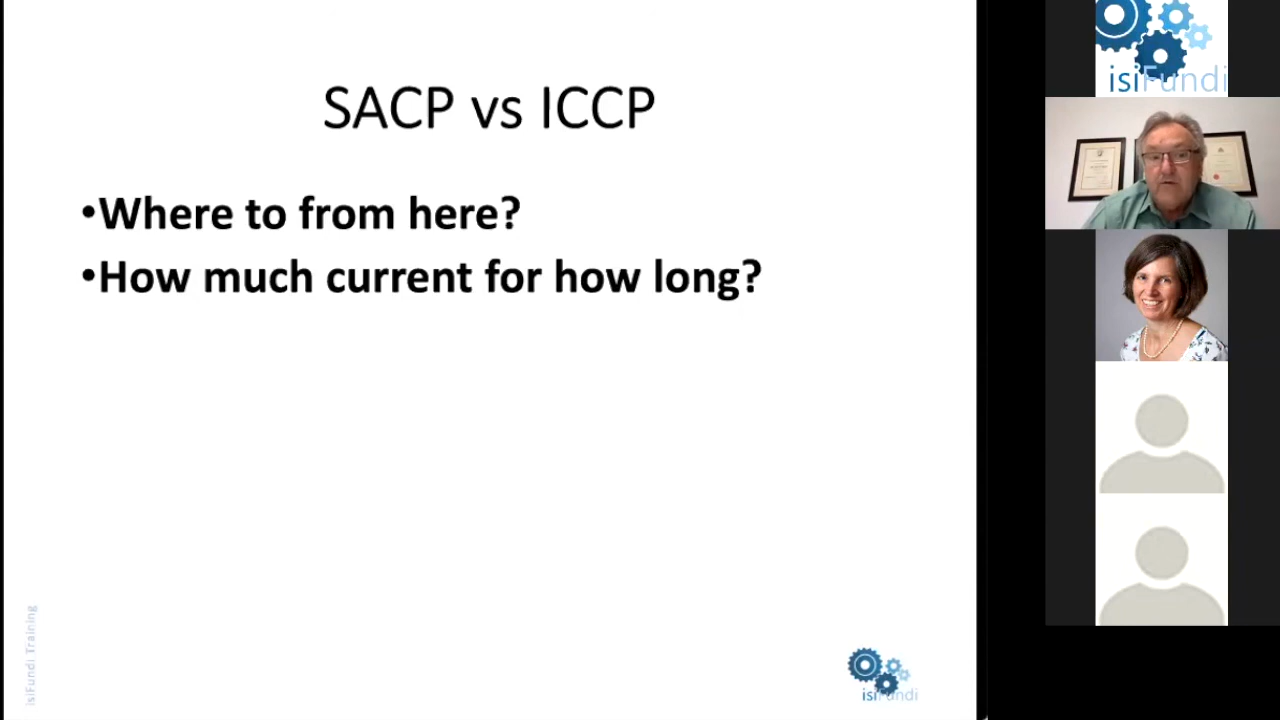 SACP vs ICCP
•Where to from here?
•How much current for how long?
isiFundi Training
isiFundi
isiFundi